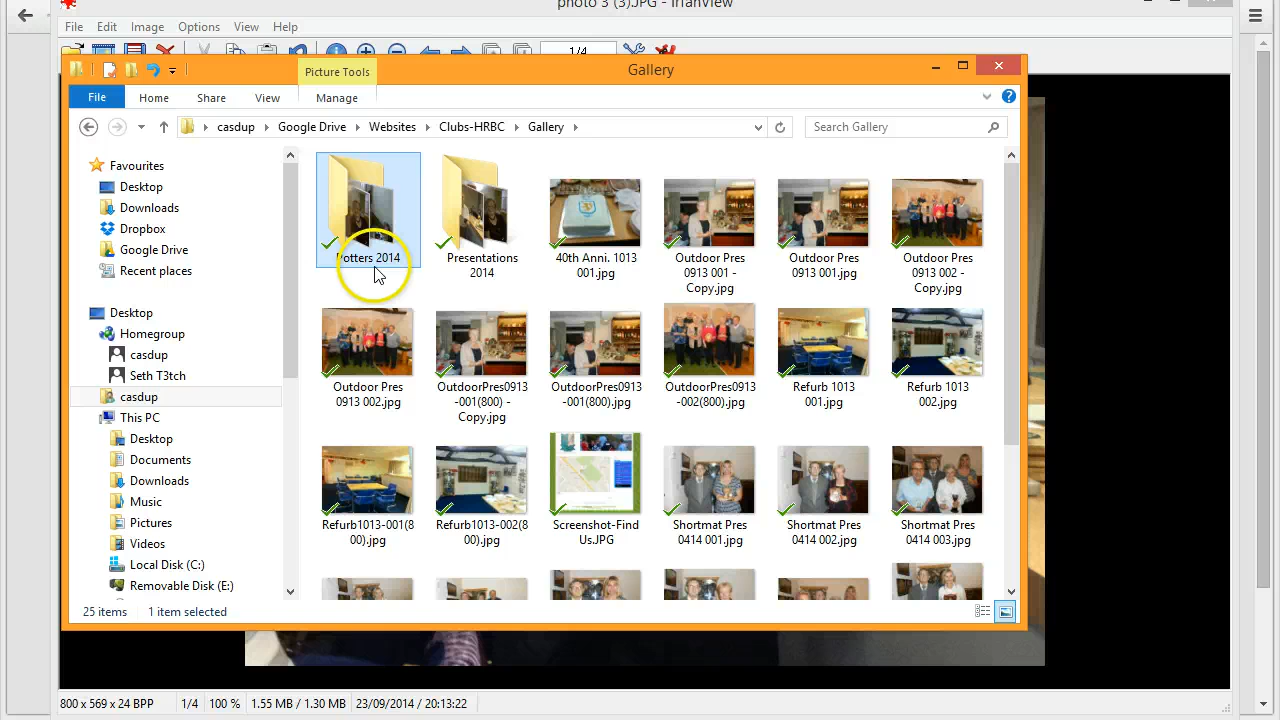 photo 3 (3).JPG - IrfanView
File Edit Image Gallery View Help
1/4
Picture Tools
Gallery
File Home Share View Manage
casdup Google Drive Websites Clubs-HRBC Gallery
Search Gallery
Favourites
Desktop
Downloads
Dropbox
Google Drive
Recent places
Desktop
Homegroup
casdup
Seth T3tch
casdup
This PC
Desktop
Documents
Downloads
Music
Pictures
Videos
Local Disk (C:)
Removable Disk (E:)
Potters 2014
Presentations
2014
40th Anni. 1013
001.jpg
Outdoor Pres
0913 001 -
Copy.jpg
Outdoor Pres
0913 001.jpg
Outdoor Pres
0913 002 -
Copy.jpg
Outdoor Pres
0913 002.jpg
OutdoorPres0913
-001(800) -
Copy.jpg
OutdoorPres0913
-001(800).jpg
OutdoorPres0913
-002(800).jpg
Refurb 1013
001.jpg
Refurb 1013
002.jpg
Refurb1013-001(8
00).jpg
Refurb1013-002(8
00).jpg
Screenshot-Find
Us.JPG
Shortmat Pres
0414 001.jpg
Shortmat Pres
0414 002.jpg
Shortmat Pres
0414 003.jpg
25 items 1 item selected
800 x 569 x 24 BPP 1/4 100 % 1.55 MB / 1.30 MB 23/09/2014 / 20:13:22